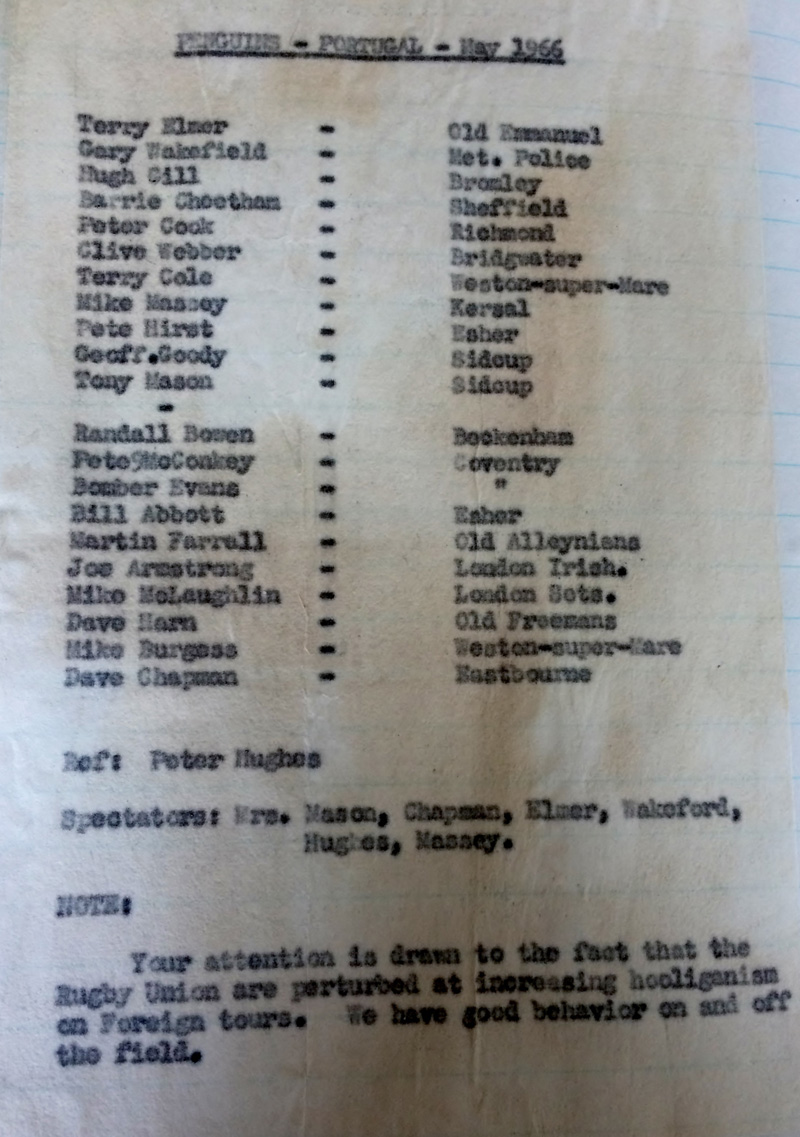 PENGUINS - PORTUGAL - May 1966
Terry Elmer - Old Emmanuel
Gary Wakefield - Met. Police
Hugh Gill - Bromley
Barrie Cheetham - Sheffield
Peter Cook - Richmond
Clive Webber - Bridgwater
Terry Cole - Weston-super-Mare
Mike Massey - Kersal
Pete Hirst - Esher
Geoff.Goody - Sidcup
Tony Mason - Sidcup
-
Randall Bowen - Beckenham
Pete McConkey - Coventry
Bomber Evans - "
Bill Abbott - Esher
Martin Farrell - Old Alleynians
Joe Armstrong - London Irish.
Mike McLaughlin - London Scts.
Dave Harn - Old Freemans
Mike Burgess - Weston-super-Mare
Dave Chapman - Eastbourne
Ref: Peter Hughes
Spectators: Mrs. Mason, Chapman, Elmer, Wakeford,
Hughes, Massey.
NOTE:
Your attention is drawn to the fact that the
Rugby Union are perturbed at increasing hooliganism
on Foreign tours. We have good behavior on and off
the field.